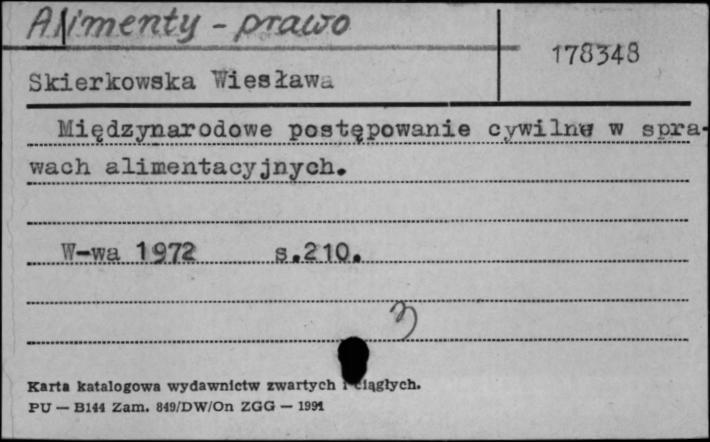 Alimenty - prawo
178348
Skierkowska Wiesława
Międzynarodowe postępowanie cywilne w spra-
wach alimentacyjnych.
W-wa 1972 s.210.
Karta katalogowa wydawnictw zwartych i ciągłych.
PU — B144 Zam. 849/DW/On ZGG — 1991